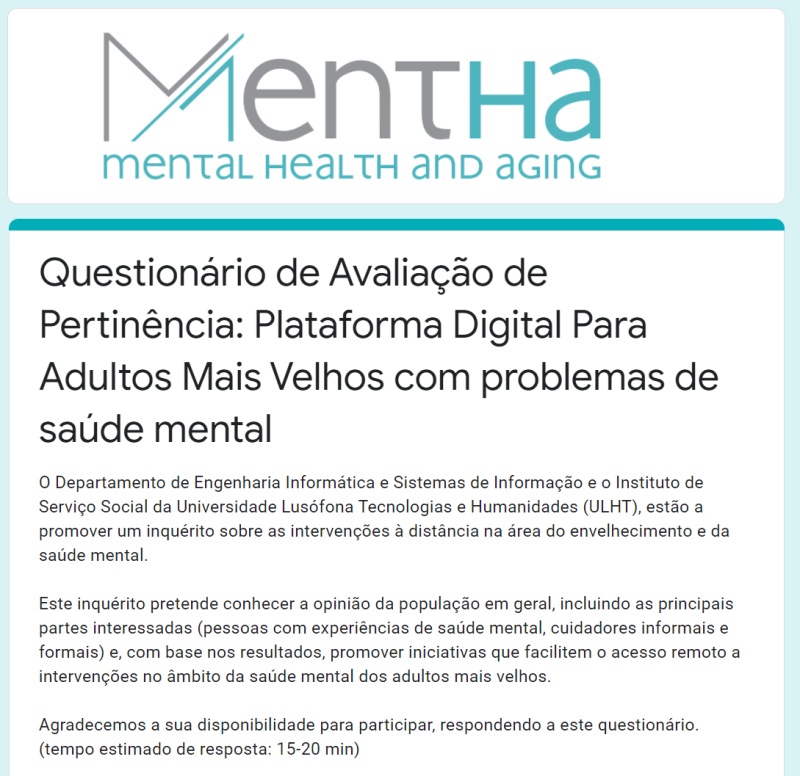 MentHa
mental Health and aging
Questionário de Avaliação de
Pertinência: Plataforma Digital Para
Adultos Mais Velhos com problemas de
saúde mental
O Departamento de Engenharia Informática e Sistemas de Informação e o Instituto de
Serviço Social da Universidade Lusófona Tecnologias e Humanidades (ULHT), estão a
promover um inquérito sobre as intervenções à distância na área do envelhecimento e da
saúde mental.
Este inquérito pretende conhecer a opinião da população em geral, incluindo as principais
partes interessadas (pessoas com experiências de saúde mental, cuidadores informais e
formais) e, com base nos resultados, promover iniciativas que facilitem o acesso remoto a
intervenções no âmbito da saúde mental dos adultos mais velhos.
Agradecemos a sua disponibilidade para participar, respondendo a este questionário.
(tempo estimado de resposta: 15-20 min)